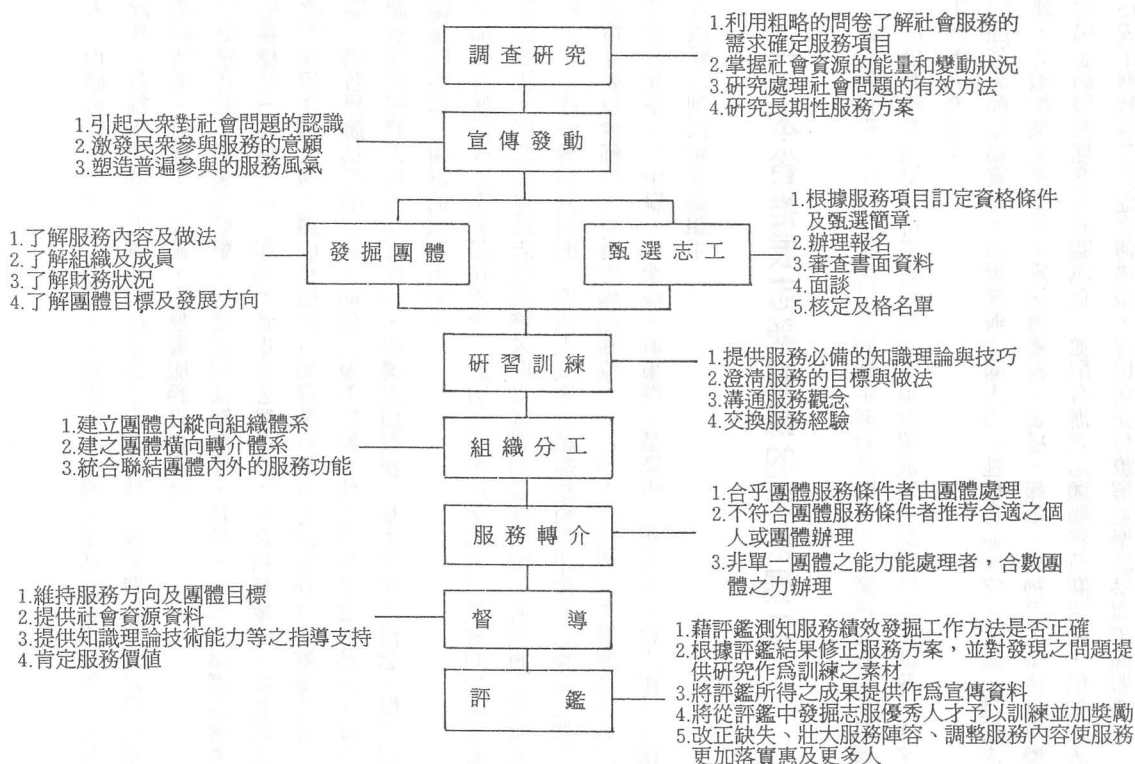 調查研究
1.利用粗略的問卷了解社會服務的
需求確定服務項目
2.掌握社會資源的能量和變動狀況
3.研究處理社會問題的有效方法
4.研究長期性服務方案
1.引起大衆對社會問題的認識
2.激發民衆參與服務的意願
3.塑造普遍參與的服務風氣
宣傳發動
1.了解服務內容及做法
2.了解組織及成員
3.了解財務狀況
4.了解團體目標及發展方向
發掘團體
甄選志工
1.根據服務項目訂定資格條件
及甄選簡章
2.辦理報名
3.審查書面資料
4.面談
5.核定及格名單
研習訓練
1.提供服務必備的知識理論與技巧
2.澄淸服務的目標與做法
3.溝通服務觀念
4.交換服務經驗
1.建立團體內縱向組織體系
2.建之團體橫向轉介體系
3.統合聯結團體內外的服務功能
組織分工
服務轉介
1.合乎團體服務條件者由團體處理
2.不符合團體服務條件者推荐合適之個
人或團體辦理
3.非單一團體之能力能處理者，合數團
體之力辦理
1.維持服務方向及團體目標
2.提供社會資源資料
3.提供知識理論技術能力等之指導支持
4.肯定服務價値
督導
評鑑
1.藉評鑑測知服務績效發掘工作方法是否正確
2.根據評鑑結果修正服務方案，並對發現之問題提
供研究作爲訓練之素材
3.將評鑑所得之成果提供作爲宣傳資料
4.將從評鑑中發掘志服優秀人才予以訓練並加獎勵
5.改正缺失、壯大服務陣容、調整服務內容使服務
更加落實惠及更多人